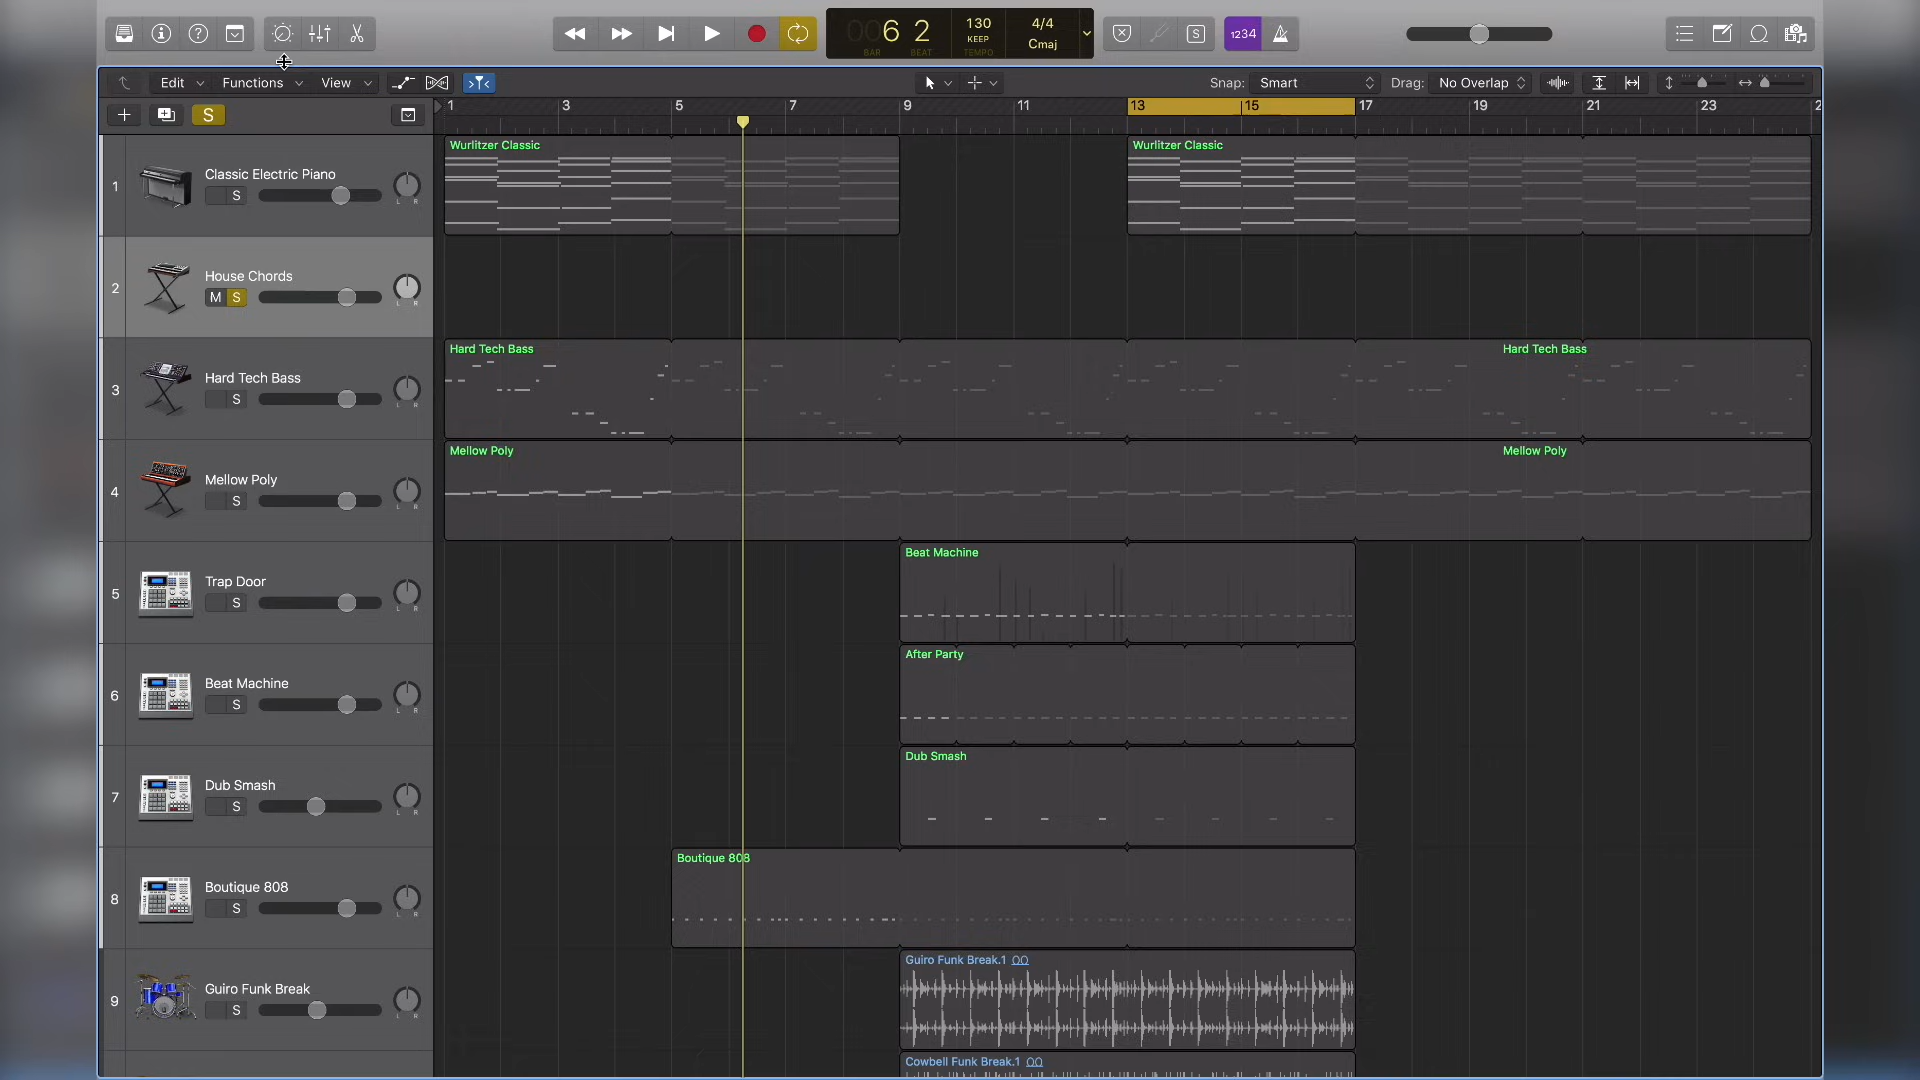 6 2
BAR BEAT
130
KEEP
TEMPO
4/4
Cmaj
S
1234
Edit
Functions
View
Snap: Smart
Drag: No Overlap
S
1 3 5 7 9 11 13 15 17 19 21 23 2
1
Classic Electric Piano
S
L R
Wurlitzer Classic
Wurlitzer Classic
2
House Chords
M S
L R
3
Hard Tech Bass
S
L R
Hard Tech Bass
Hard Tech Bass
4
Mellow Poly
S
L R
Mellow Poly
Mellow Poly
5
Trap Door
S
L R
Beat Machine
6
Beat Machine
S
L R
After Party
7
Dub Smash
S
L R
Dub Smash
8
Boutique 808
S
L R
Boutique 808
9
Guiro Funk Break
S
L R
Guiro Funk Break.1
Cowbell Funk Break.1